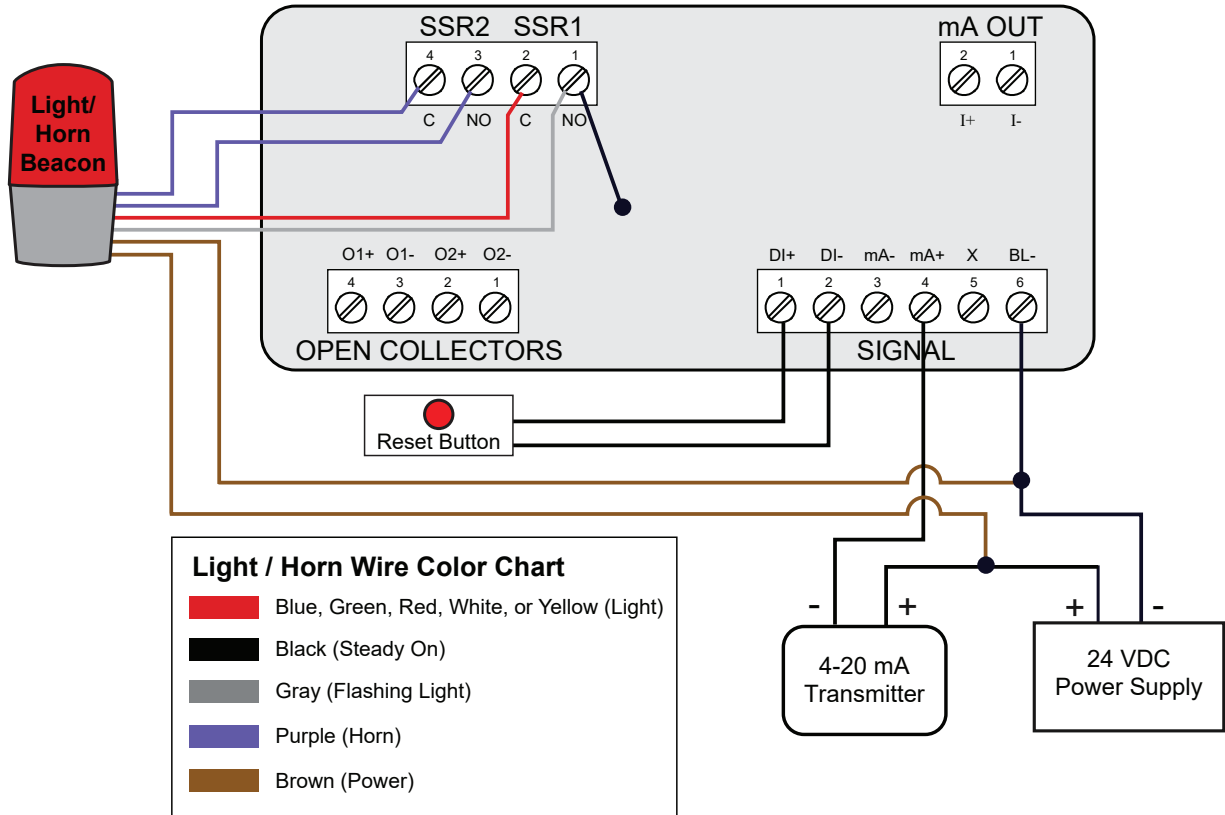 SSR2 SSR1
4 3 2 1
C NO C NO
mA OUT
2 1
I+ I-
Light/
Horn
Beacon
O1+ O1- O2+ O2-
4 3 2 1
OPEN COLLECTORS
DI+ DI- mA- mA+ X BL-
1 2 3 4 5 6
SIGNAL
Reset Button
Light / Horn Wire Color Chart
Blue, Green, Red, White, or Yellow (Light)
Black (Steady On)
Gray (Flashing Light)
Purple (Horn)
Brown (Power)
- +
4-20 mA
Transmitter
+ -
24 VDC
Power Supply